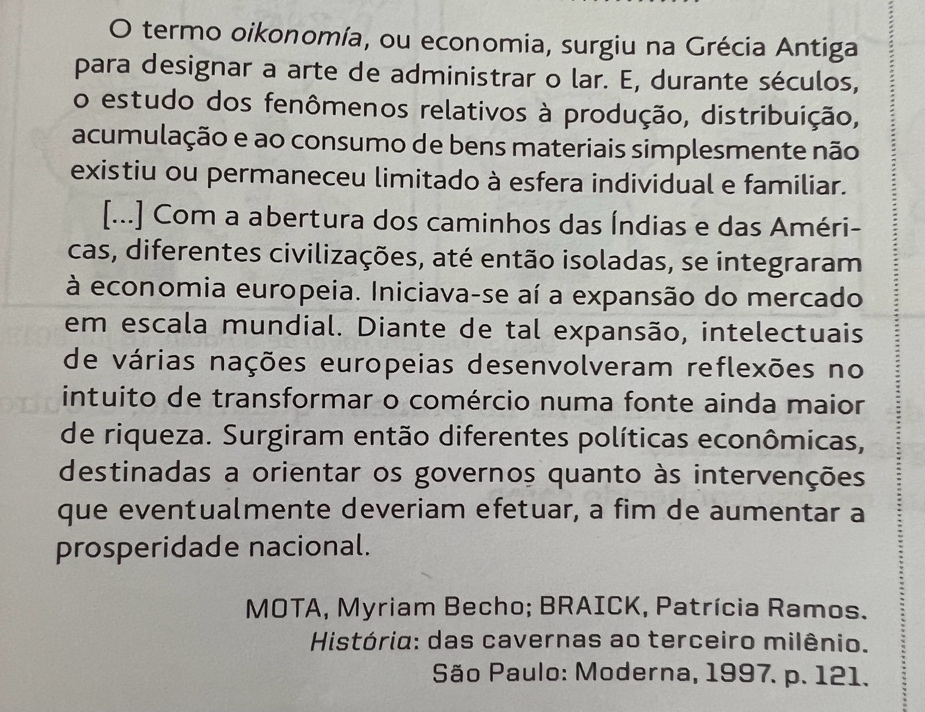 O termo oikonomía, ou economia, surgiu na Grécia Antiga
para designar a arte de administrar o lar. E, durante séculos,
o estudo dos fenômenos relativos à produção, distribuição,
acumulação e ao consumo de bens materiais simplesmente não
existiu ou permaneceu limitado à esfera individual e familiar.
[...] Com a abertura dos caminhos das Índias e das Améri-
cas, diferentes civilizações, até então isoladas, se integraram
à economia europeia. Iniciava-se aí a expansão do mercado
em escala mundial. Diante de tal expansão, intelectuais
de várias nações europeias desenvolveram reflexões no
intuito de transformar o comércio numa fonte ainda maior
de riqueza. Surgiram então diferentes políticas econômicas,
destinadas a orientar os governos quanto às intervenções
que eventualmente deveriam efetuar, a fim de aumentar a
prosperidade nacional.
MOTA, Myriam Becho; BRAICK, Patrícia Ramos.
História: das cavernas ao terceiro milênio.
São Paulo: Moderna, 1997. p. 121.